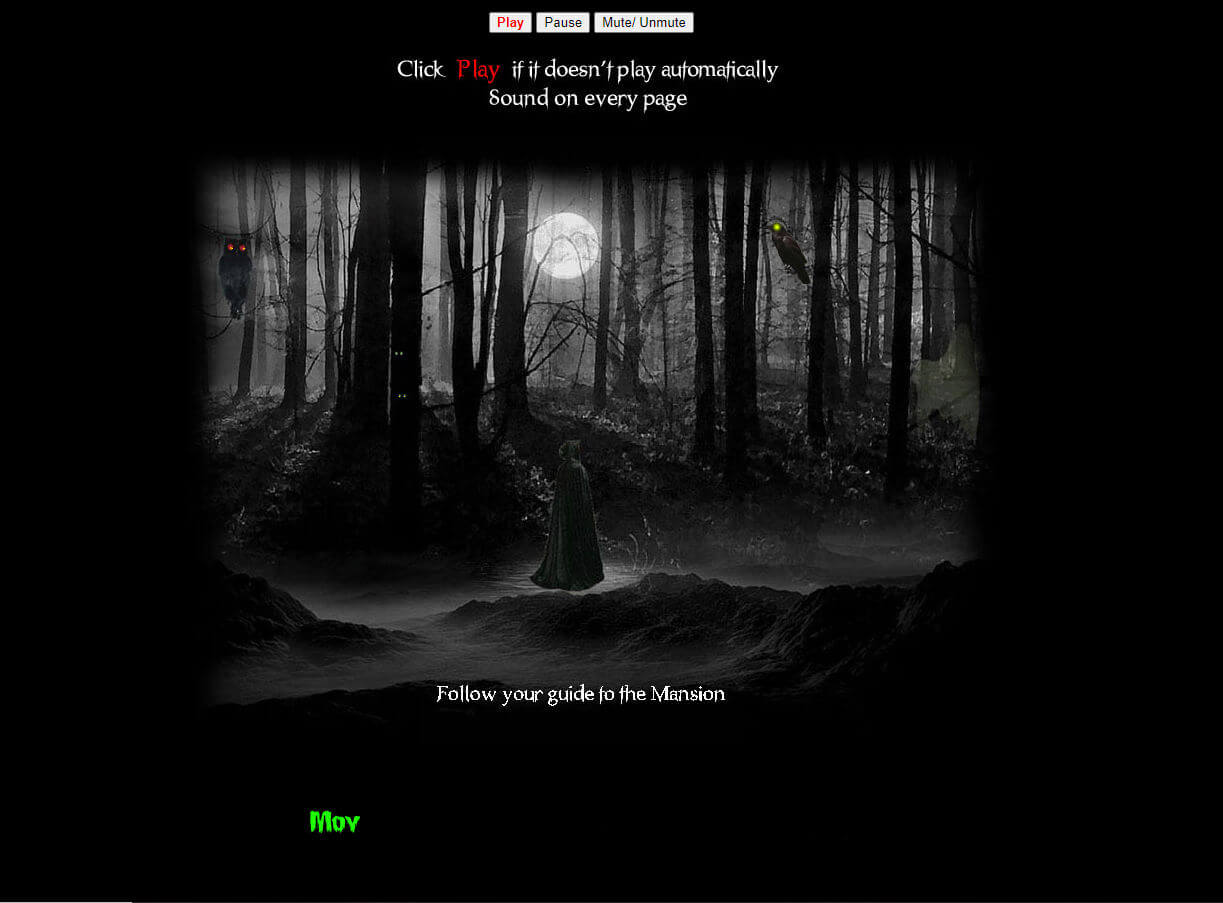 Play Pause Mute/ Unmute
Click Play if it doesn't play automatically
Sound on every page
Follow your guide to the Mansion
Mov